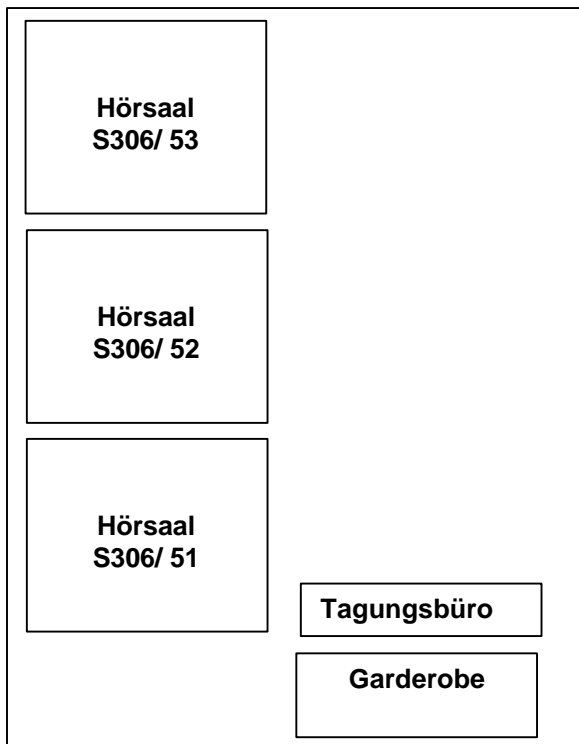 Hörsaal
S306/ 53
Hörsaal
S306/ 52
Hörsaal
S306/ 51
Tagungsbüro
Garderobe